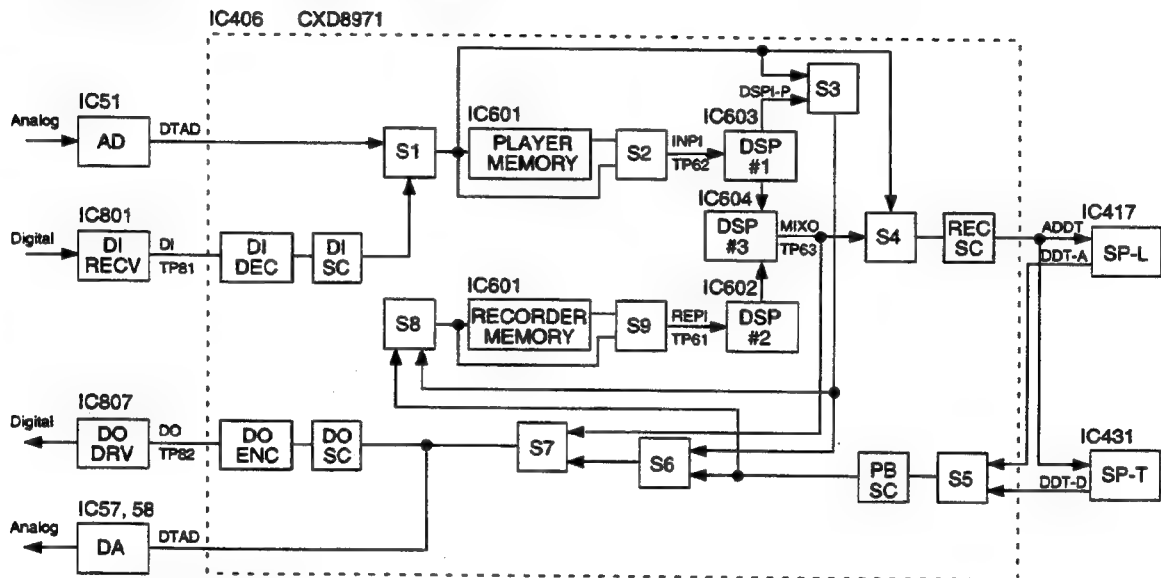 IC406 CXD8971
IC51
Analog
AD
DTAD
S1
IC601
PLAYER
MEMORY
S2
INPI
TP62
IC603
DSP
#1
DSPI-P
S3
IC801
Digital
DI
RECV
DI
TP81
DI
DEC
DI
SC
IC604
DSP
#3
MIXO
TP63
S4
REC
SC
ADDT
DDT-A
IC417
SP-L
S8
IC601
RECORDER
MEMORY
S9
REPI
TP61
IC602
DSP
#2
IC807
Digital
DO
DRV
DO
TP82
DO
ENC
DO
SC
S7
S6
PB
SC
S5
DDT-D
IC431
SP-T
IC57, 58
Analog
DA
DTAD